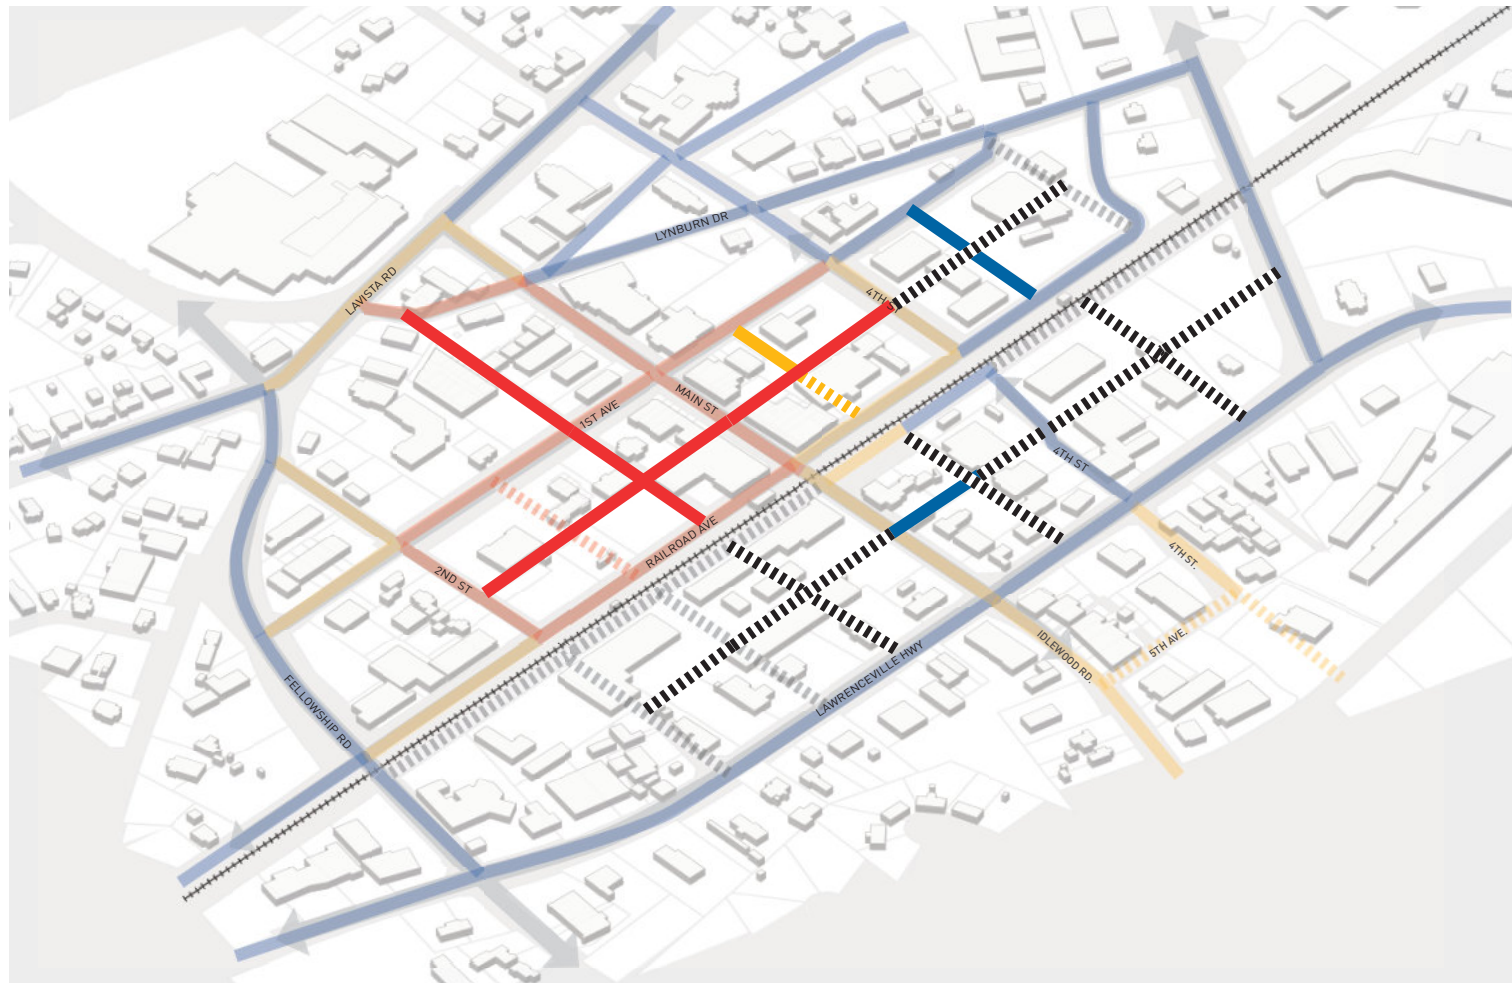 LYNBURN DR
LAVISTA RD
4TH ST
MAIN ST
1ST AVE
4TH ST
RAILROAD AVE
2ND ST
4TH ST.
5TH AVE.
IDLEWOOD RD.
LAWRENCEVILLE HWY
FELLOWSHIP RD